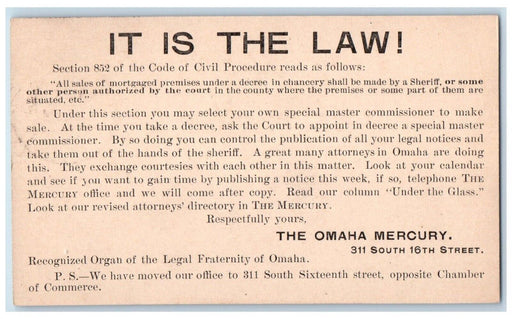 IT IS THE LAW!
Section 852 of the Code of Civil Procedure reads as follows:
"All sales of mortgaged premises under a decree in chancery shall be made by a Sheriff, or some
other person authorized by the court in the county where the premises or some part of them are
situated, etc."
Under this section you may select your own special master commissioner to make
sale. At the time you take a decree, ask the Court to appoint in decree a special master
commissioner. By so doing you can control the publication of all your legal notices and
take them out of the hands of the sheriff. A great many attorneys in Omaha are doing
this. They exchange courtesies with each other in this matter. Look at your calendar
and see if you want to gain time by publishing a notice this week, if so, telephone THE
MERCURY office and we will come after copy. Read our column "Under the Glass."
Look at our revised attorneys' directory in THE MERCURY.
Respectfully yours,
THE OMAHA MERCURY.
311 SOUTH 16TH STREET.
Recognized Organ of the Legal Fraternity of Omaha.
P. S.—We have moved our office to 311 South Sixteenth street, opposite Chamber
of Commerce.